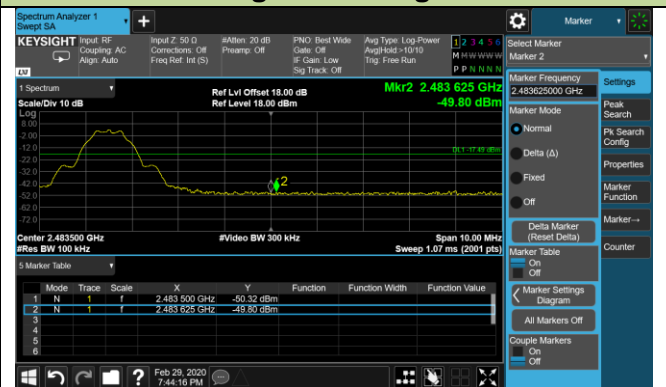 Spectrum Analyzer 1
Swept SA
+
Marker
KEYSIGHT
Input: RF
Coupling: AC
Align: Auto
Input Z: 50 Ω
Corrections: Off
Freq Ref: Int (S)
#Atten: 20 dB
Preamp: Off
PNO: Best Wide
Gate: Off
IF Gain: Low
Sig Track: Off
Avg Type: Log-Power
Avg|Hold:>10/10
Trig: Free Run
1 2 3 4 5 6
M W W W W W
P P N N N N
LXI
Select Marker
Marker 2
1 Spectrum
Scale/Div 10 dB
Log
Ref Lvl Offset 18.00 dB
Ref Level 18.00 dBm
Mkr2 2.483 625 GHz
-49.80 dBm
8.00
-2.00
-12.0
-22.0
-32.0
-42.0
-52.0
-62.0
-72.0
DL1 -17.49 dBm
2
Center 2.483500 GHz
#Res BW 100 kHz
#Video BW 300 kHz
Span 10.00 MHz
Sweep 1.07 ms (2001 pts)
5 Marker Table
Mode Trace Scale X Y Function Function Width Function Value
1 N 1 f 2.483 500 GHz -50.32 dBm
2 N 1 f 2.483 625 GHz -49.80 dBm
3
4
5
6
Marker Frequency
2.483625000 GHz
Marker Mode
Normal
Delta (Δ)
Fixed
Off
Delta Marker
(Reset Delta)
Marker Table
On
Off
Marker Settings
Diagram
All Markers Off
Couple Markers
On
Off
Settings
Peak
Search
Pk Search
Config
Properties
Marker
Function
Marker→
Counter
?
Feb 29, 2020
7:44:16 PM